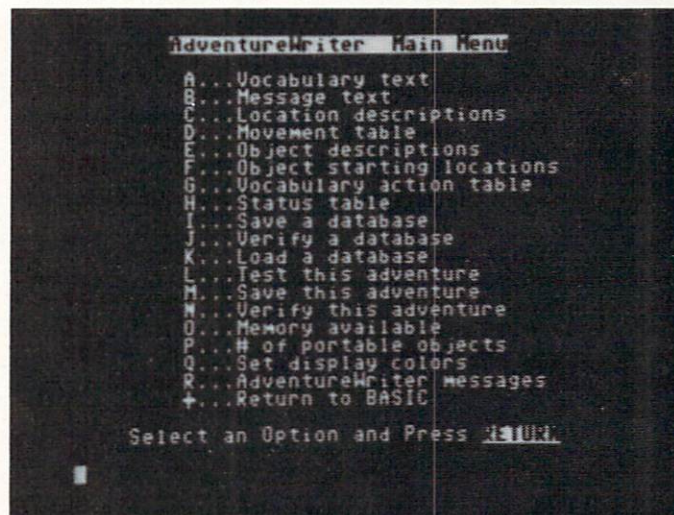 AdventureWriter Main Menu
A...Vocabulary text
B...Message text
C...Location descriptions
D...Movement table
E...Object descriptions
F...Object starting locations
G...Vocabulary action table
H...Status table
I...Save a database
J...Verify a database
K...Load a database
L...Test this adventure
M...Save this adventure
N...Verify this adventure
O...Memory available
P...# of portable objects
Q...Set display colors
R...AdventureWriter messages
+...Return to BASIC
Select an Option and Press RETURN